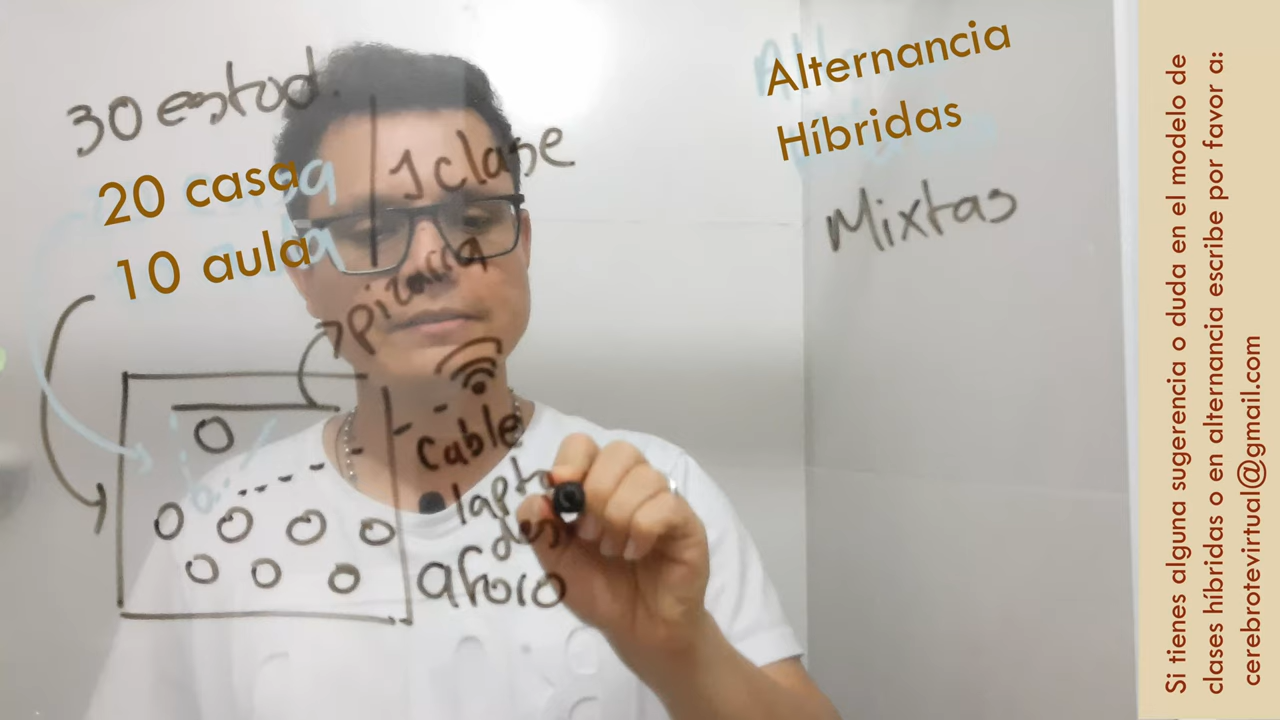 30 estud.
20 casa
10 aula
1 clase
pizarra
cable
lapto
des
aforo
Alternancia
Híbridas
Mixtas
Si tienes alguna sugerencia o duda en el modelo de
clases híbridas o en alternancia escribe por favor a:
cerebrotevirtual@gmail.com